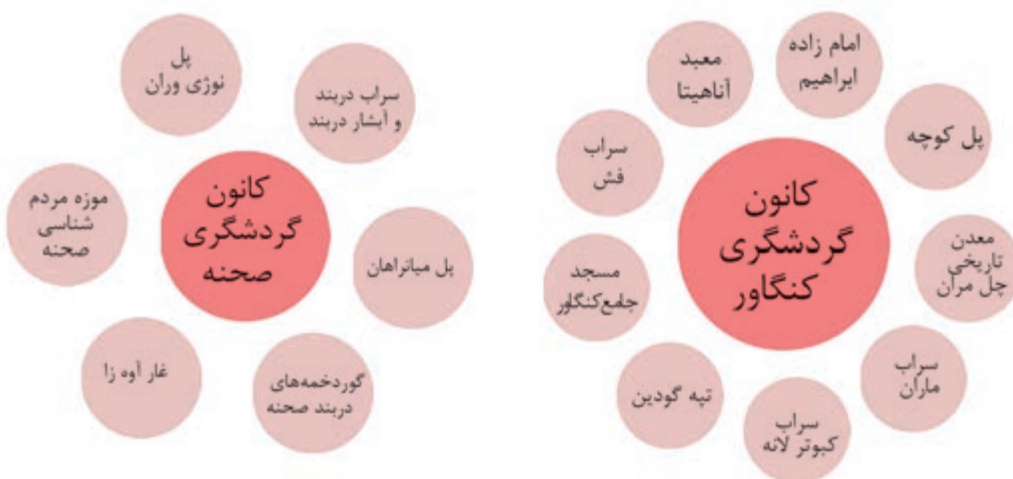 کانون
گردشگری
کنگاور
امام زاده
ابراهیم
پل کوچه
معدن
تاریخی
چل مران
سراب
ماران
سراب
کبوتر لانه
تپه گودین
مسجد
جامع کنگاور
سراب
فش
معبد
آناهیتا
کانون
گردشگری
صحنه
سراب دربند
و آبشار دربند
پل میانراهان
گوردخمه‌های
دربند صحنه
غار آوه زا
موزه مردم
شناسی
صحنه
پل
نوژی وران